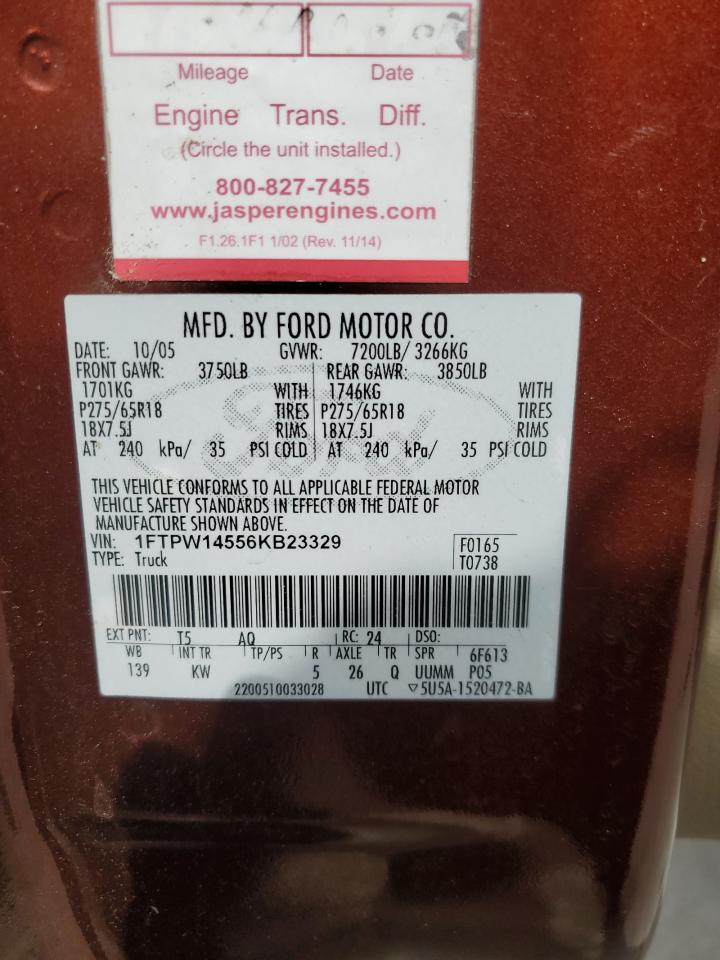 Mileage Date
Engine Trans. Diff.
(Circle the unit installed.)
800-827-7455
www.jasperengines.com
F1.26.1F1 1/02 (Rev. 11/14)
MFD. BY FORD MOTOR CO.
DATE: 10/05 GVWR: 7200LB/ 3266KG
FRONT GAWR: 3750LB REAR GAWR: 3850LB
1701KG WITH 1746KG WITH
P275/65R18 TIRES P275/65R18 TIRES
18X7.5J RIMS 18X7.5J RIMS
AT 240 kPa/ 35 PSI COLD AT 240 kPa/ 35 PSI COLD
Ford
THIS VEHICLE CONFORMS TO ALL APPLICABLE FEDERAL MOTOR
VEHICLE SAFETY STANDARDS IN EFFECT ON THE DATE OF
MANUFACTURE SHOWN ABOVE.
VIN: 1FTPW14556KB23329 F0165
TYPE: Truck T0738
EXT PNT: T5 AQ RC: 24 DSO:
WB INT TR TP/PS R AXLE TR SPR 6F613
139 KW 5 26 Q UUMM P05
2200510033028 UTC ▽5U5A-1520472-BA